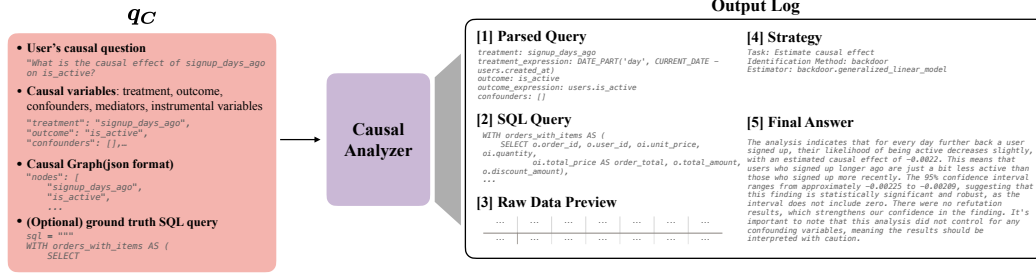 q_C
• User's causal question
"What is the causal effect of signup_days_ago
on is_active?
• Causal variables: treatment, outcome,
confounders, mediators, instrumental variables
"treatment": "signup_days_ago",
"outcome": "is_active",
"confounders": [],…
• Causal Graph(json format)
"nodes": [
"signup_days_ago",
"is_active",
...
• (Optional) ground truth SQL query
sql = """
WITH orders_with_items AS (
SELECT
Causal
Analyzer
Output Log
[1] Parsed Query
treatment: signup_days_ago
treatment_expression: DATE_PART('day', CURRENT_DATE −
users.created_at)
outcome: is_active
outcome_expression: users.is_active
confounders: []
[2] SQL Query
WITH orders_with_items AS (
SELECT o.order_id, o.user_id, oi.unit_price,
oi.quantity,
oi.total_price AS order_total, o.total_amount,
o.discount_amount),
...
[3] Raw Data Preview
... ... ... ... ... ... ...
... ... ... ... ... ... ...
[4] Strategy
Task: Estimate causal effect
Identification Method: backdoor
Estimator: backdoor.generalized_linear_model
[5] Final Answer
The analysis indicates that for every day further back a user
signed up, their likelihood of being active decreases slightly,
with an estimated causal effect of −0.0022. This means that
users who signed up longer ago are just a bit less active than
those who signed up more recently. The 95% confidence interval
ranges from approximately −0.00225 to −0.00209, suggesting that
this finding is statistically significant and robust, as the
interval does not include zero. There were no refutation
results, which strengthens our confidence in the finding. It's
important to note that this analysis did not control for any
confounding variables, meaning the results should be
interpreted with caution.